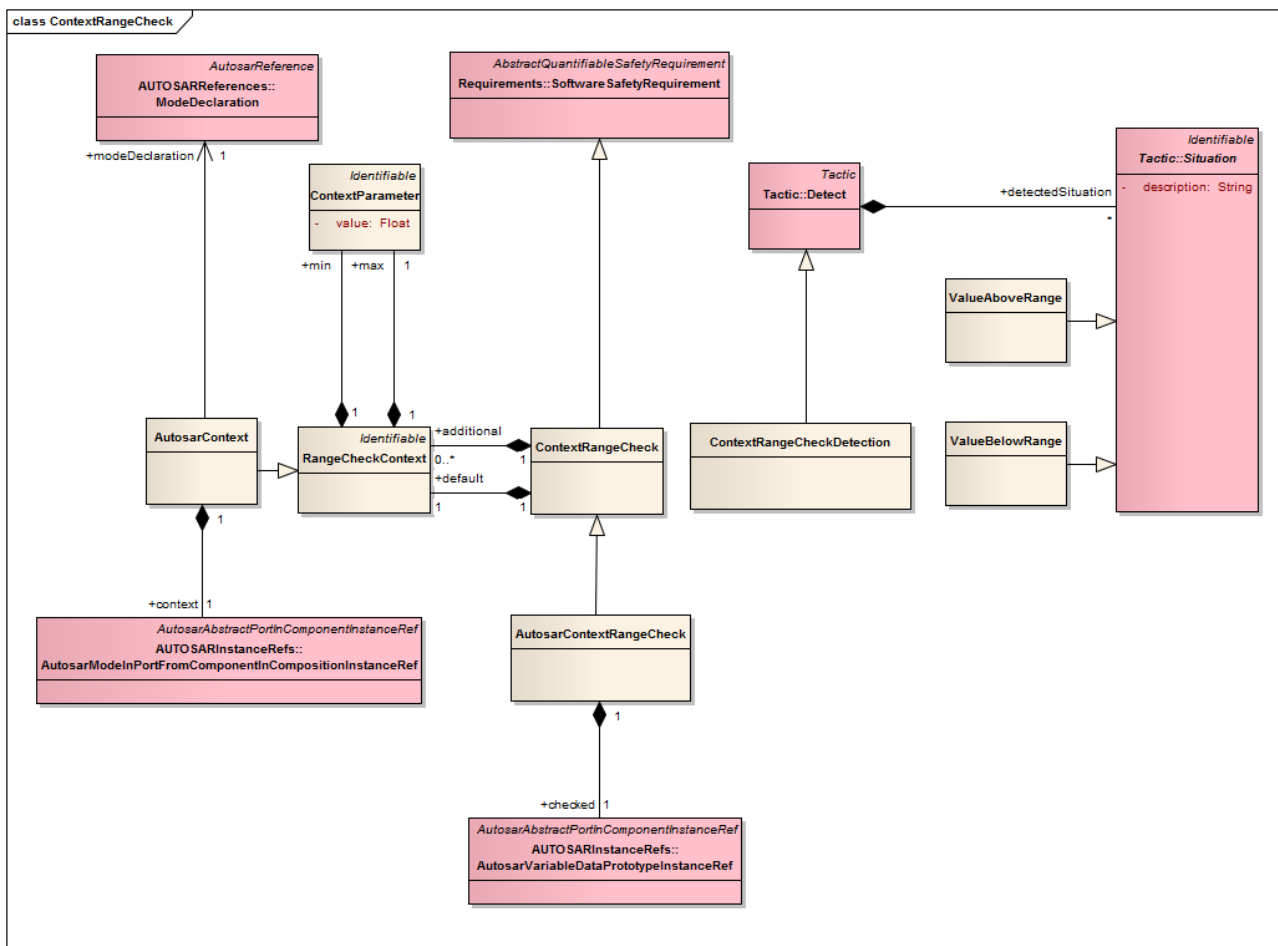 class ContextRangeCheck
AutosarReference
AUTOSARReferences::
ModeDeclaration
AbstractQuantifiableSafetyRequirement
Requirements::SoftwareSafetyRequirement
+modeDeclaration
1
Identifiable
ContextParameter
- value: Float
+min
+max
1
Tactic
Tactic::Detect
+detectedSituation
*
Identifiable
Tactic::Situation
- description: String
ValueAboveRange
ValueBelowRange
ContextRangeCheckDetection
AutosarContext
1
1
1
Identifiable
RangeCheckContext
+additional
0..*
1
+default
1
1
ContextRangeCheck
+context
1
AutosarAbstractPortInComponentInstanceRef
AUTOSARInstanceRefs::
AutosarModeInPortFromComponentInCompositionInstanceRef
AutosarContextRangeCheck
1
+checked
1
AutosarAbstractPortInComponentInstanceRef
AUTOSARInstanceRefs::
AutosarVariableDataPrototypeInstanceRef